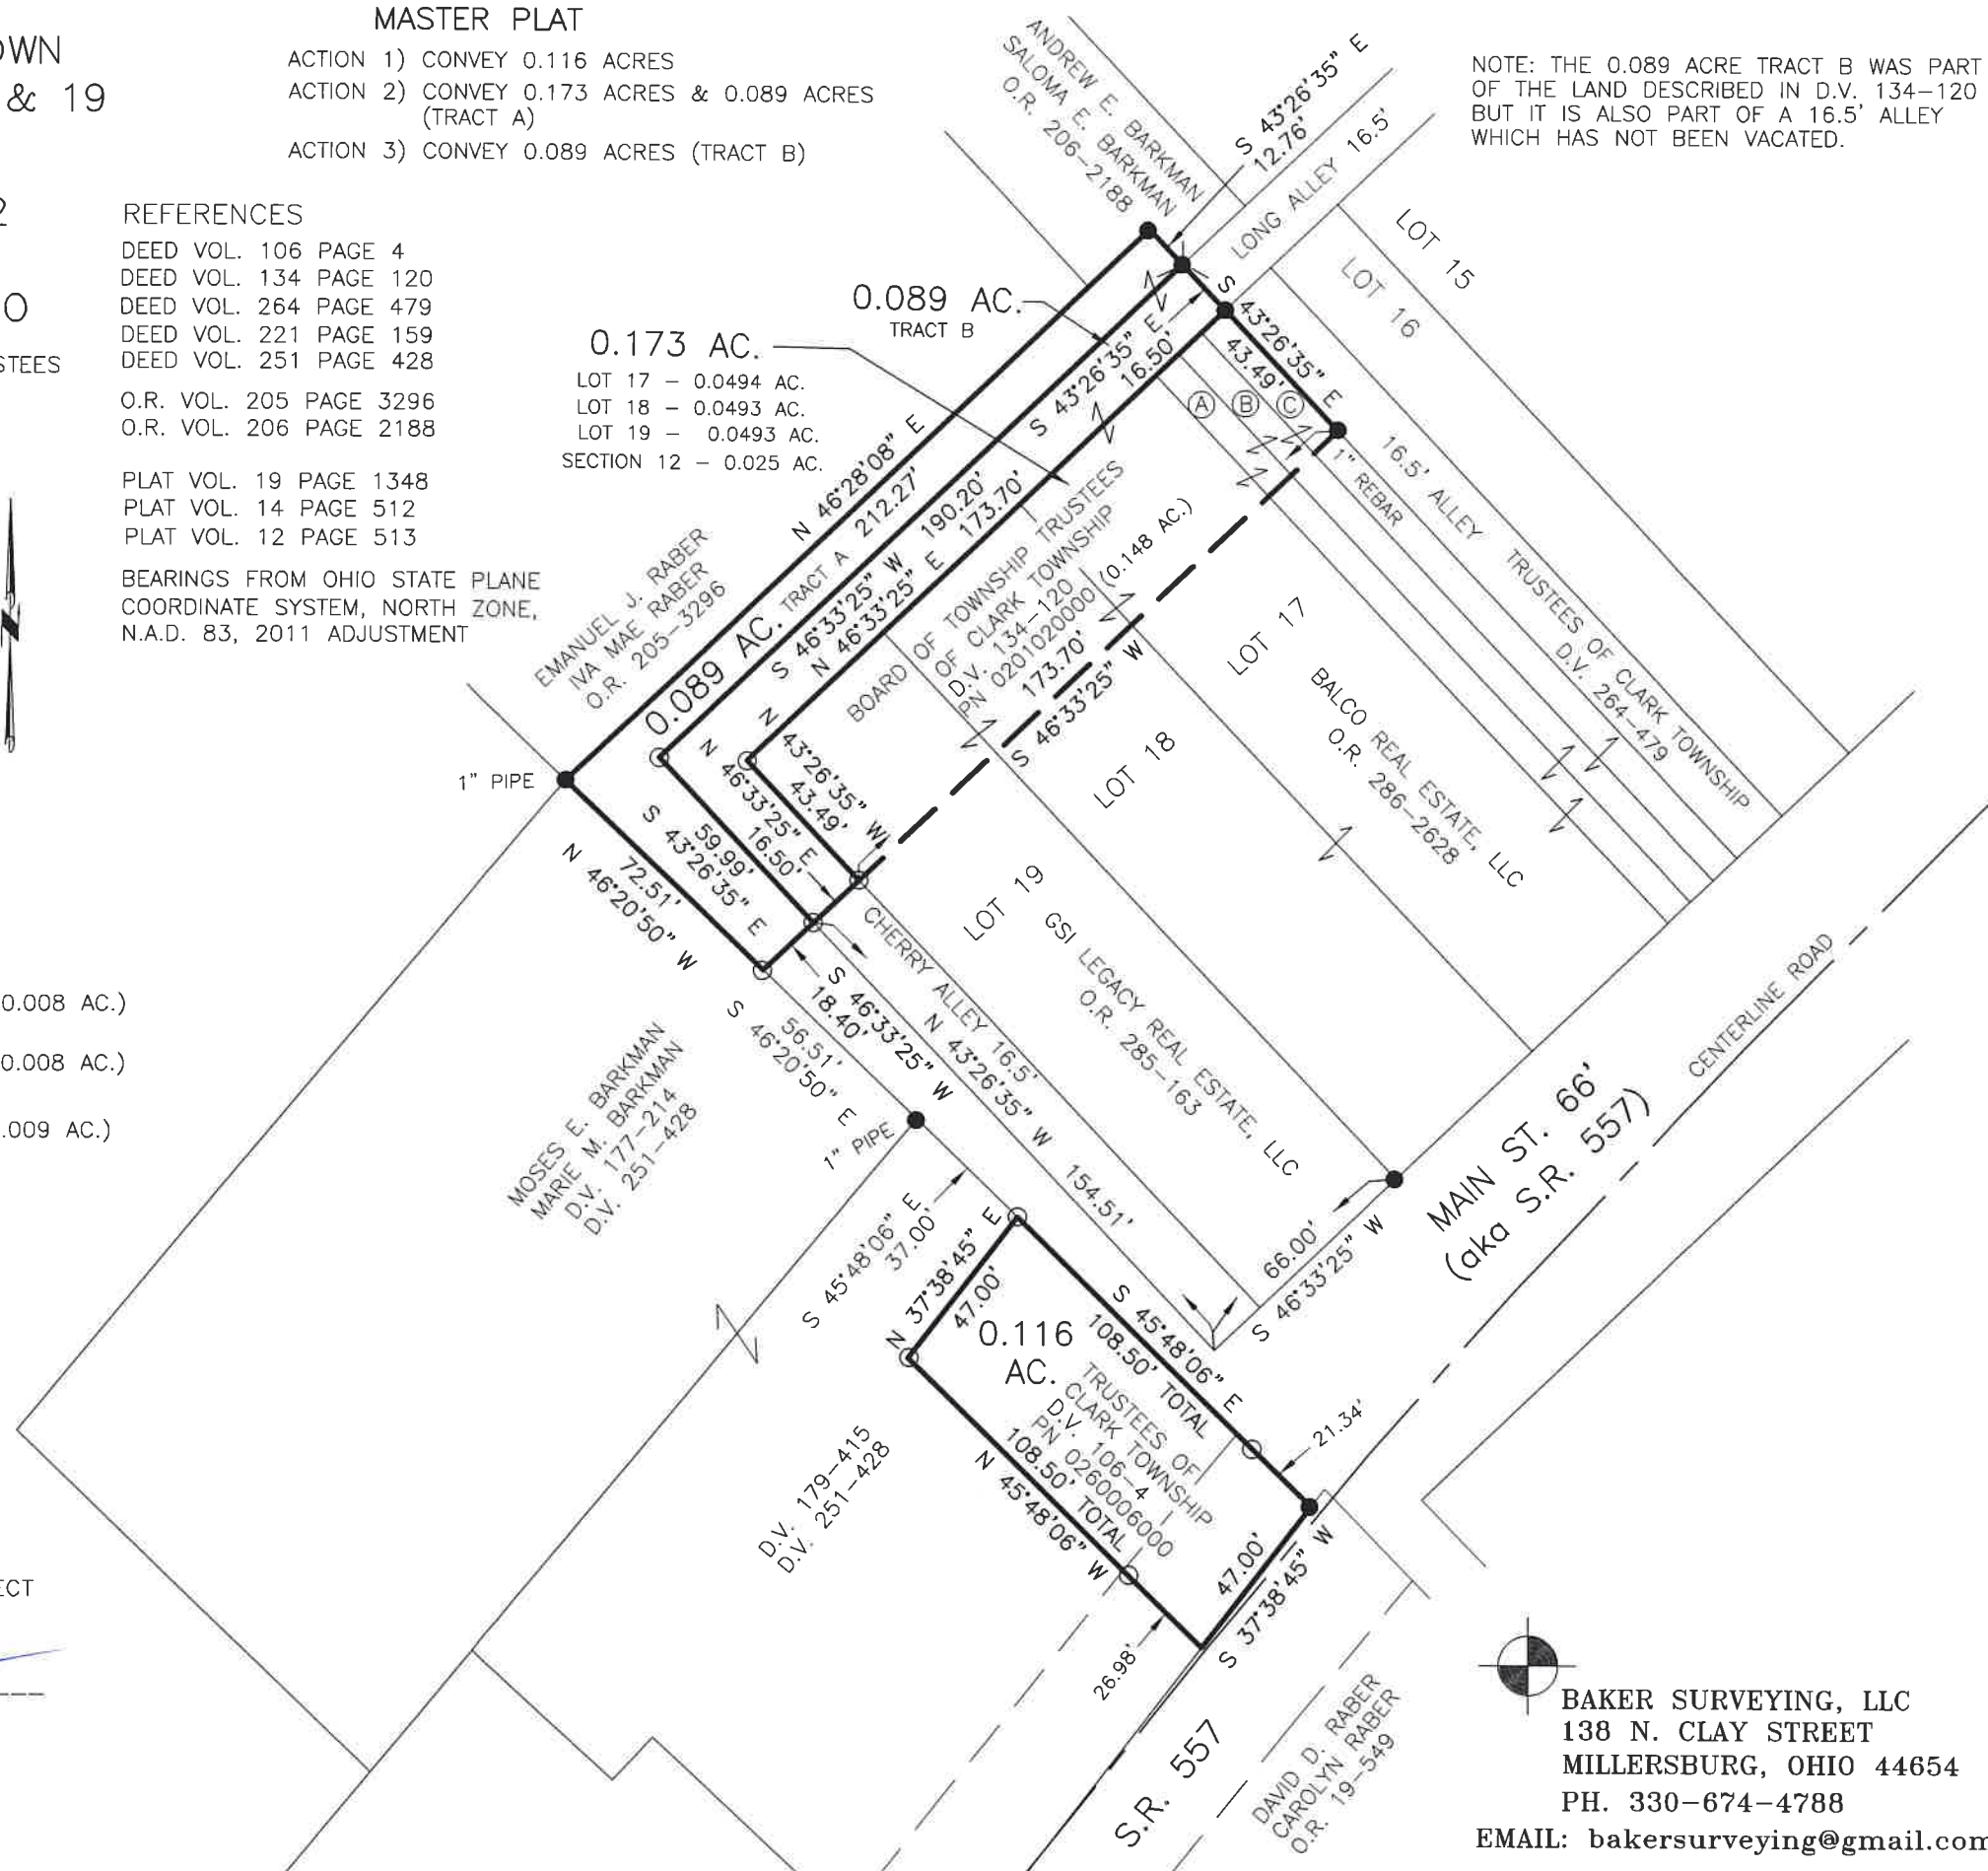 MASTER PLAT
ACTION 1) CONVEY 0.116 ACRES
ACTION 2) CONVEY 0.173 ACRES & 0.089 ACRES
(TRACT A)
ACTION 3) CONVEY 0.089 ACRES (TRACT B)
& 19
NOTE: THE 0.089 ACRE TRACT B WAS PART
OF THE LAND DESCRIBED IN D.V. 134-120
BUT IT IS ALSO PART OF A 16.5' ALLEY
WHICH HAS NOT BEEN VACATED.
REFERENCES
DEED VOL. 106 PAGE 4
DEED VOL. 134 PAGE 120
DEED VOL. 264 PAGE 479
DEED VOL. 221 PAGE 159
DEED VOL. 251 PAGE 428
O.R. VOL. 205 PAGE 3296
O.R. VOL. 206 PAGE 2188
PLAT VOL. 19 PAGE 1348
PLAT VOL. 14 PAGE 512
PLAT VOL. 12 PAGE 513
BEARINGS FROM OHIO STATE PLANE
COORDINATE SYSTEM, NORTH ZONE,
N.A.D. 83, 2011 ADJUSTMENT
0.008 AC.)
0.008 AC.)
.009 AC.)
ANDREW E. BARKMAN
SALOMA E. BARKMAN
O.R. 206-2188
S 43°26'35" E
12.76'
LONG ALLEY 16.5'
LOT 15
LOT 16
0.089 AC.
TRACT B
0.173 AC.
LOT 17 - 0.0494 AC.
LOT 18 - 0.0493 AC.
LOT 19 - 0.0493 AC.
SECTION 12 - 0.025 AC.
S 43°26'35" E
16.50'
S 43°26'35" E
43.49'
A
B
C
1" REBAR
16.5' ALLEY
TRUSTEES OF CLARK TOWNSHIP
D.V. 264-479
N 46°28'08" E
212.27'
0.089 AC. TRACT A
S 46°33'25" W 190.20'
N 46°33'25" E 173.70'
EMANUEL J. RABER
IVA MAE RABER
O.R. 205-3296
BOARD OF TOWNSHIP TRUSTEES
OF CLARK TOWNSHIP
D.V. 134-120
PN 0201020000 (0.148 AC.)
173.70'
S 46°33'25" W
LOT 17
BALCO REAL ESTATE, LLC
O.R. 286-2628
LOT 18
LOT 19
GSI LEGACY REAL ESTATE, LLC
O.R. 285-163
1" PIPE
N 43°26'35" W
43.49'
N 46°33'25" E
16.50'
59.99'
S 43°26'35" E
72.51'
N 46°20'50" W
CHERRY ALLEY 16.5'
S 46°33'25" W
18.40'
N 43°26'35" W 154.51'
56.51'
S 46°20'50" E
1" PIPE
MOSES E. BARKMAN
MARIE M. BARKMAN
D.V. 177-214
D.V. 251-428
S 45°48'06" E
37.00'
N 37°38'45" E
47.00'
0.116
AC.
S 45°48'06" E
108.50' TOTAL
TRUSTEES OF
CLARK TOWNSHIP
D.V. 106-4
PN 0260006000
108.50' TOTAL
N 45°48'06" W
66.00'
S 46°33'25" W
MAIN ST. 66'
(aka S.R. 557)
CENTERLINE ROAD
21.34'
47.00'
S 37°38'45" W
26.98'
D.V. 179-415
D.V. 251-428
S.R. 557
DAVID D. RABER
CAROLYN RABER
O.R. 19-549
BAKER SURVEYING, LLC
138 N. CLAY STREET
MILLERSBURG, OHIO 44654
PH. 330-674-4788
EMAIL: bakersurveying@gmail.com